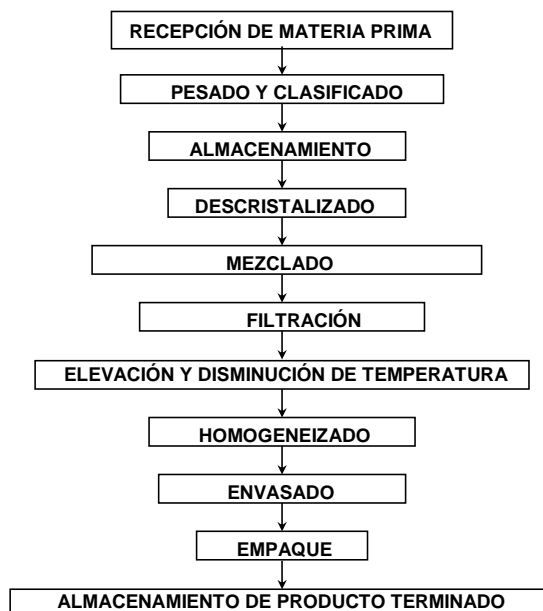 RECEPCIÓN DE MATERIA PRIMA
PESADO Y CLASIFICADO
ALMACENAMIENTO
DESCRISTALIZADO
MEZCLADO
FILTRACIÓN
ELEVACIÓN Y DISMINUCIÓN DE TEMPERATURA
HOMOGENEIZADO
ENVASADO
EMPAQUE
ALMACENAMIENTO DE PRODUCTO TERMINADO